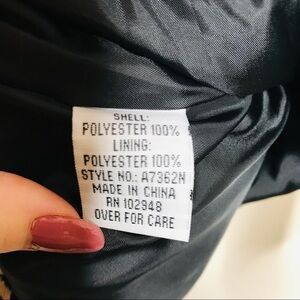 SHELL:
POLYESTER 100%
LINING:
POLYESTER 100%
STYLE NO.: A7362N
MADE IN CHINA
RN 102948
OVER FOR CARE